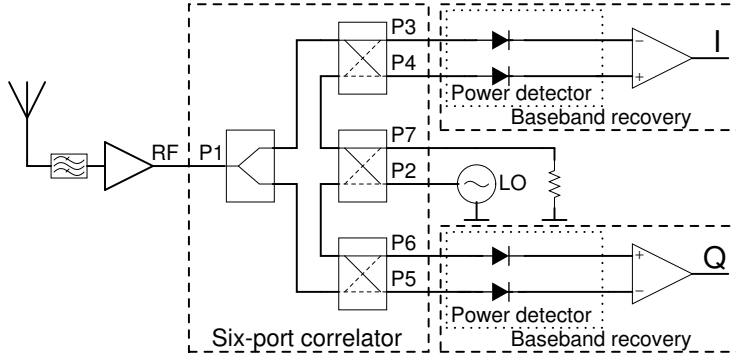 P3
I
P4
−
+
Power detector
Baseband recovery
RF
P1
P7
P2
LO
P6
Q
P5
+
−
Power detector
Baseband recovery
Six-port correlator